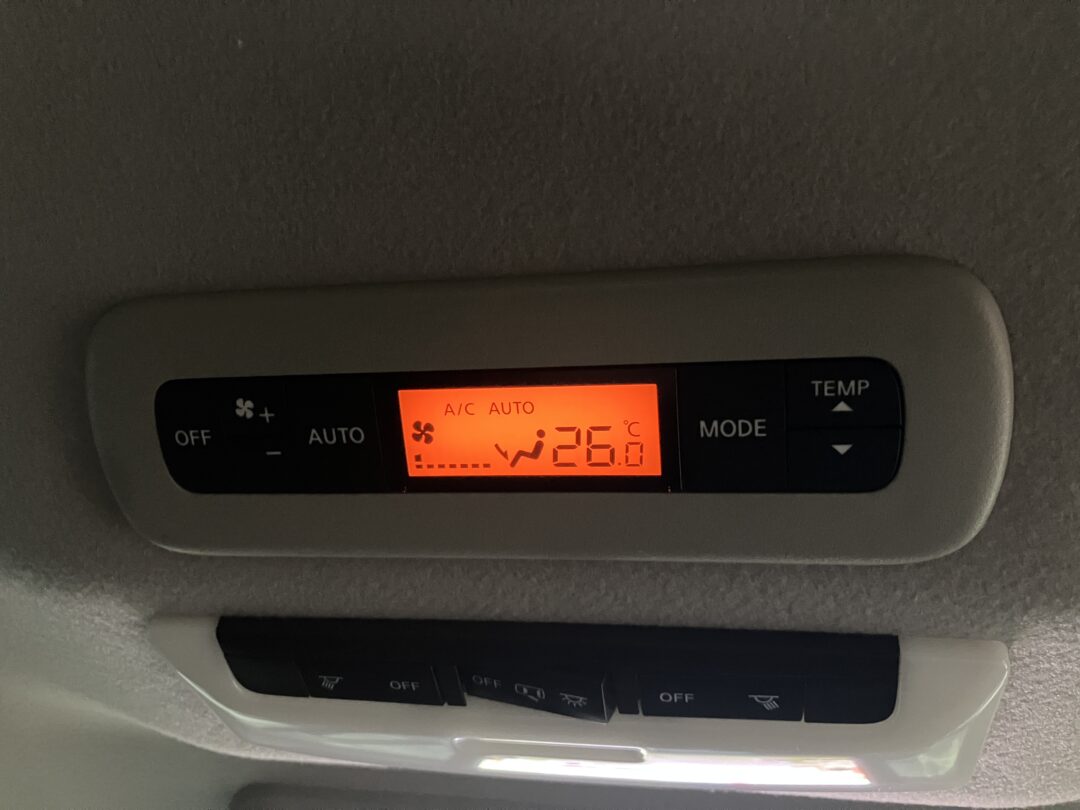 OFF
+
−
AUTO
A/C AUTO
26.0 °C
MODE
TEMP
OFF
OFF
OFF